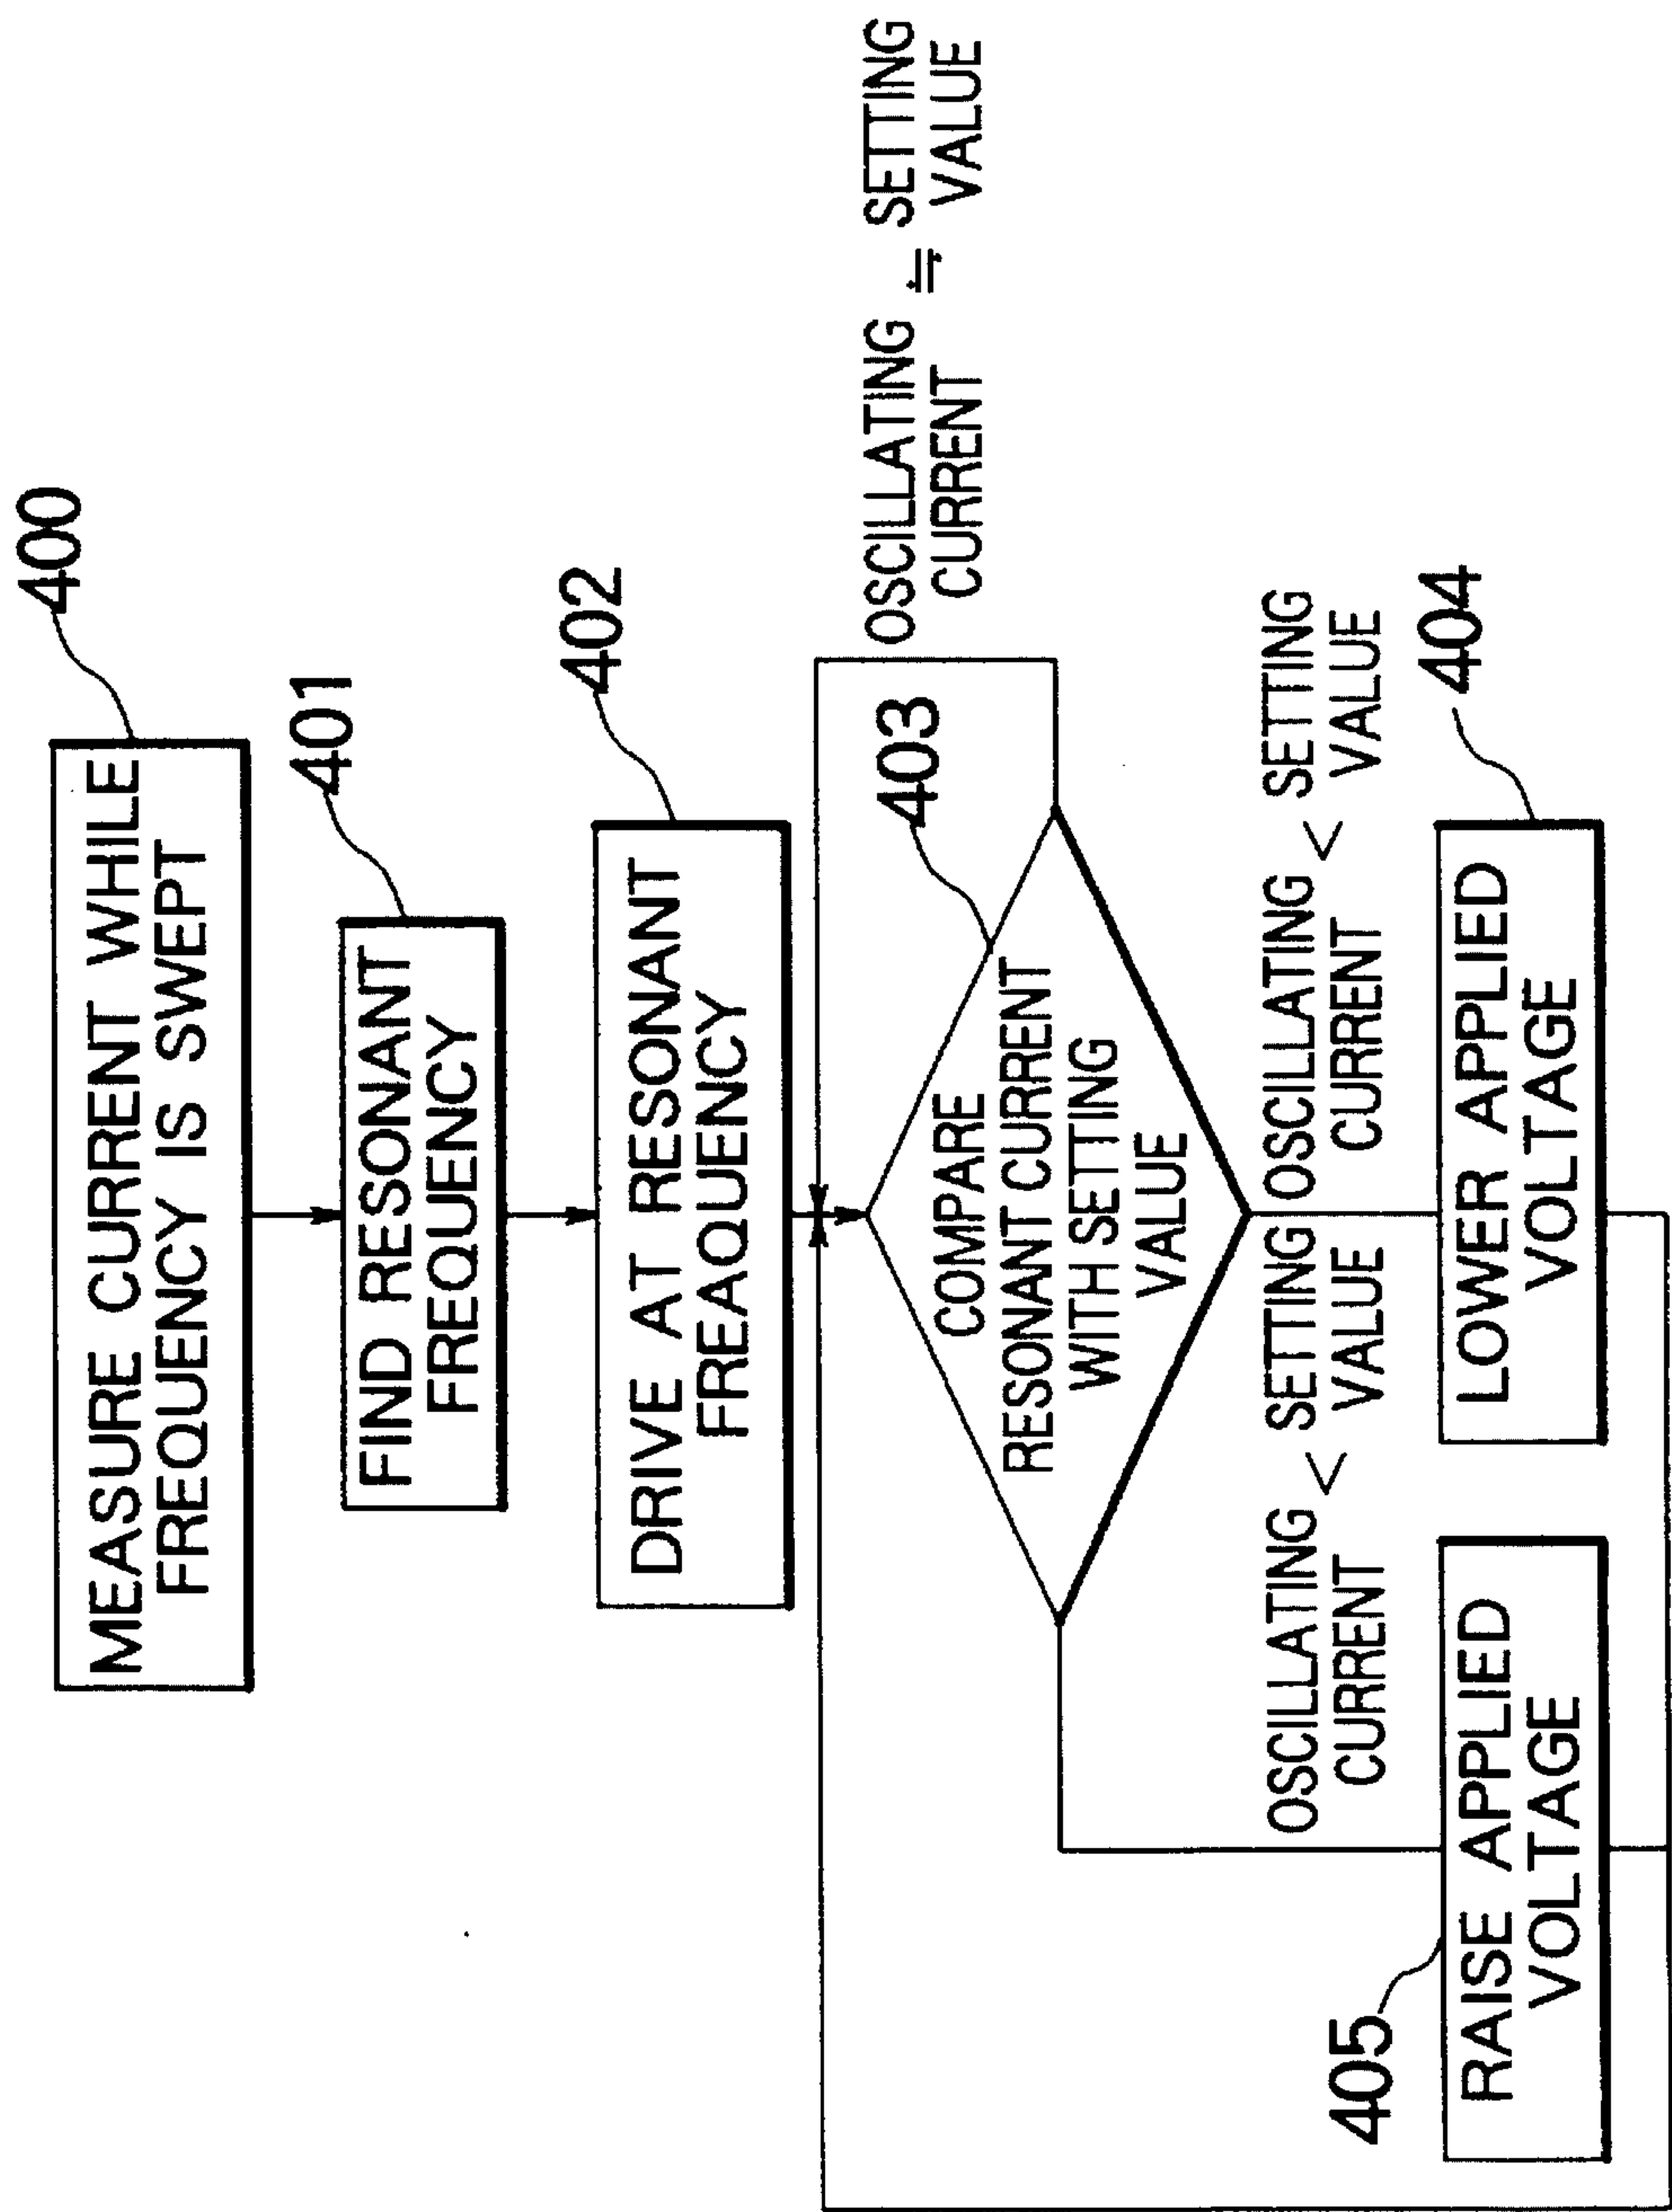 MEASURE CURRENT WHILE
FREQUENCY IS SWEPT
400
FIND RESONANT
FREQUENCY
401
DRIVE AT RESONANT
FREAQUENCY
402
COMPARE
RESONANT CURRENT
WITH SETTING
VALUE
403
OSCILLATING ≒ SETTING
CURRENT VALUE
OSCILLATING < SETTING
CURRENT VALUE
OSCILLATING < SETTING
CURRENT VALUE
405
RAISE APPLIED
VOLTAGE
LOWER APPLIED
VOLTAGE
404